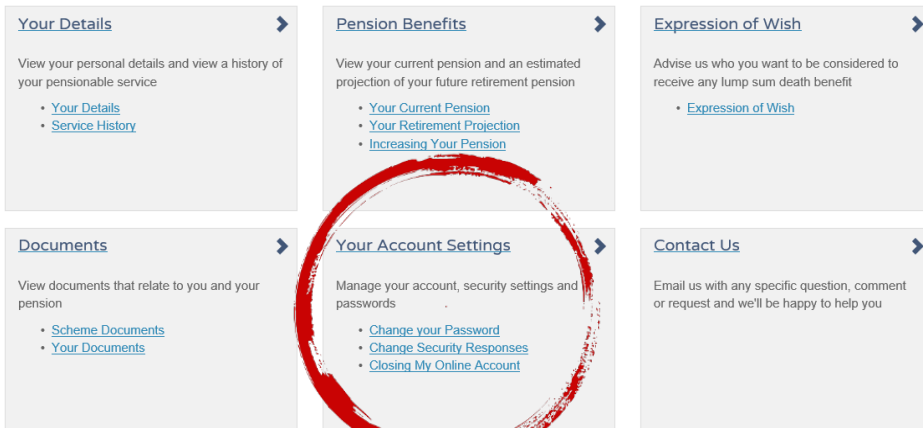 Your Details
View your personal details and view a history of
your pensionable service
• Your Details
• Service History
Pension Benefits
View your current pension and an estimated
projection of your future retirement pension
• Your Current Pension
• Your Retirement Projection
• Increasing Your Pension
Expression of Wish
Advise us who you want to be considered to
receive any lump sum death benefit
• Expression of Wish
Documents
View documents that relate to you and your
pension
• Scheme Documents
• Your Documents
Your Account Settings
Manage your account, security settings and
passwords
• Change your Password
• Change Security Responses
• Closing My Online Account
Contact Us
Email us with any specific question, comment
or request and we'll be happy to help you